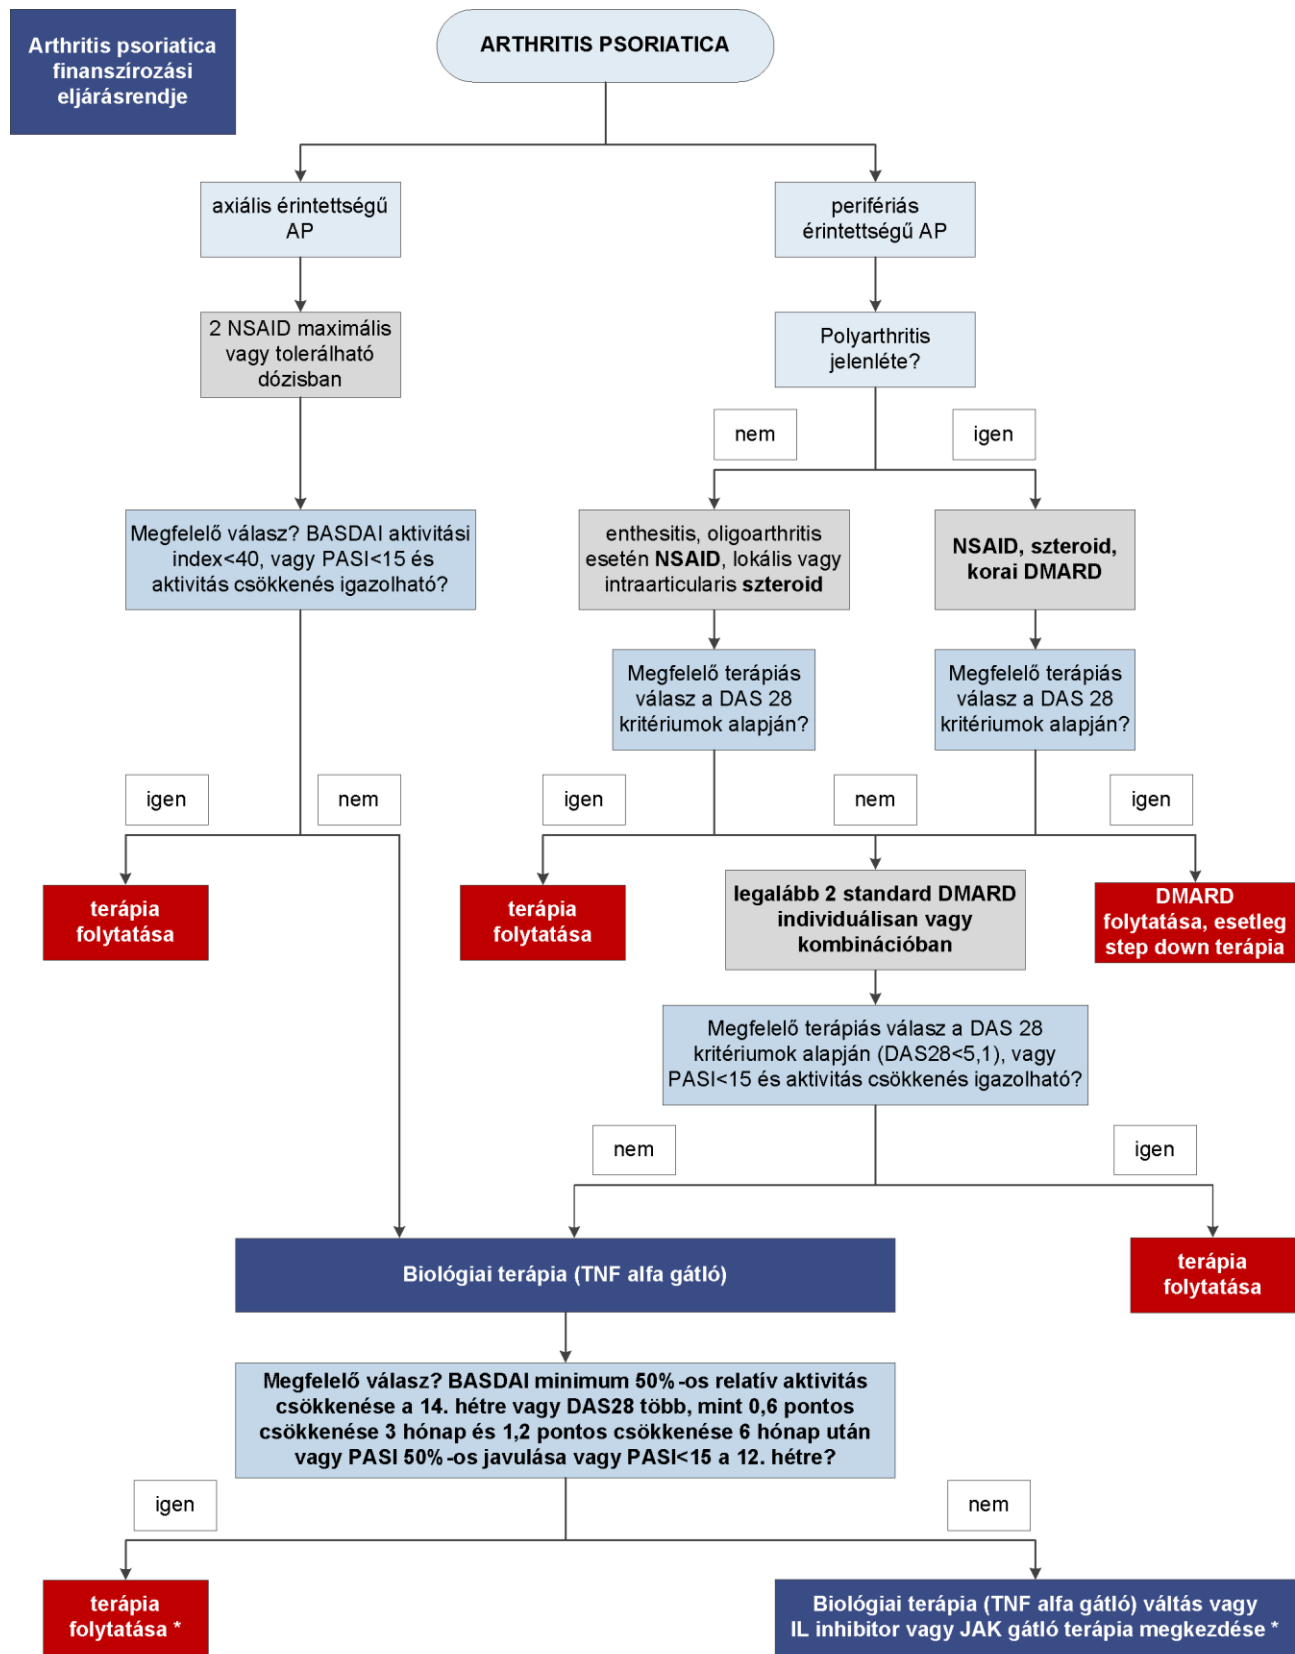 Arthritis psoriatica
finanszírozási
eljárásrendje
ARTHRITIS PSORIATICA
axiális érintettségű
AP
perifériás
érintettségű AP
2 NSAID maximális
vagy tolerálható
dózisban
Polyarthritis
jelenléte?
nem
igen
Megfelelő válasz? BASDAI aktivitási
index<40, vagy PASI<15 és
aktivitás csökkenés igazolható?
enthesitis, oligoarthritis
esetén NSAID, lokális vagy
intraarticularis szteroid
NSAID, szteroid,
korai DMARD
Megfelelő terápiás
válasz a DAS 28
kritériumok alapján?
Megfelelő terápiás
válasz a DAS 28
kritériumok alapján?
igen
nem
igen
nem
igen
terápia
folytatása
terápia
folytatása
legalább 2 standard DMARD
individuálisan vagy
kombinációban
DMARD
folytatása, esetleg
step down terápia
Megfelelő terápiás válasz a DAS 28
kritériumok alapján (DAS28<5,1), vagy
PASI<15 és aktivitás csökkenés igazolható?
nem
igen
Biológiai terápia (TNF alfa gátló)
terápia
folytatása
Megfelelő válasz? BASDAI minimum 50%-os relatív aktivitás
csökkenése a 14. hétre vagy DAS28 több, mint 0,6 pontos
csökkenése 3 hónap és 1,2 pontos csökkenése 6 hónap után
vagy PASI 50%-os javulása vagy PASI<15 a 12. hétre?
igen
nem
terápia
folytatása *
Biológiai terápia (TNF alfa gátló) váltás vagy
IL inhibitor vagy JAK gátló terápia megkezdése *